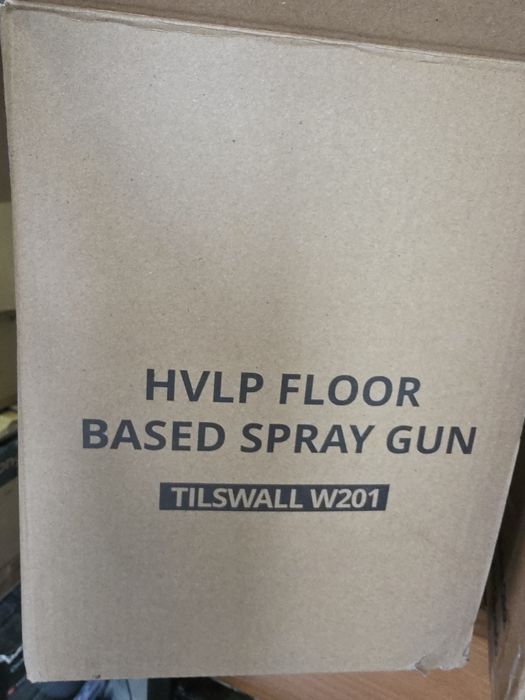 HVLP FLOOR
BASED SPRAY GUN
TILSWALL W201